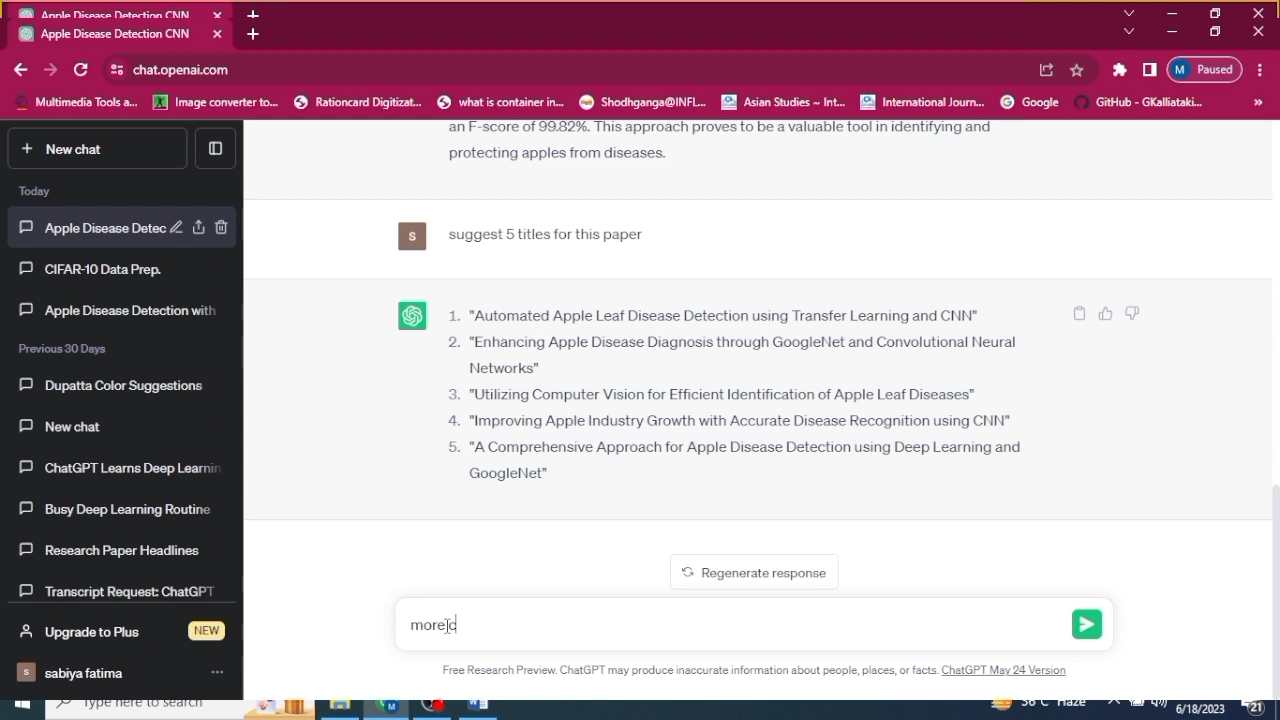 Apple Disease Detection CNN
Apple Disease Detection CNN
chat.openai.com
M Paused
Multimedia Tools a...
Image converter to...
Rationcard Digitizat...
what is container in...
Shodhganga@INFL...
Asian Studies ~ Int...
International Journ...
Google
GitHub - GKalliataki...
»
New chat
Today
Apple Disease Detec
CIFAR-10 Data Prep.
Apple Disease Detection with
Previous 30 Days
Dupatta Color Suggestions
New chat
ChatGPT Learns Deep Learnin
Busy Deep Learning Routine
Research Paper Headlines
Transcript Request: ChatGPT
Upgrade to Plus NEW
s sabiya fatima
an F-score of 99.82%. This approach proves to be a valuable tool in identifying and
protecting apples from diseases.
S suggest 5 titles for this paper
1. "Automated Apple Leaf Disease Detection using Transfer Learning and CNN"
2. "Enhancing Apple Disease Diagnosis through GoogleNet and Convolutional Neural
Networks"
3. "Utilizing Computer Vision for Efficient Identification of Apple Leaf Diseases"
4. "Improving Apple Industry Growth with Accurate Disease Recognition using CNN"
5. "A Comprehensive Approach for Apple Disease Detection using Deep Learning and
GoogleNet"
Regenerate response
more c
Free Research Preview. ChatGPT may produce inaccurate information about people, places, or facts. ChatGPT May 24 Version
Type here to search
M
W
36°C Haze
6/18/2023
21